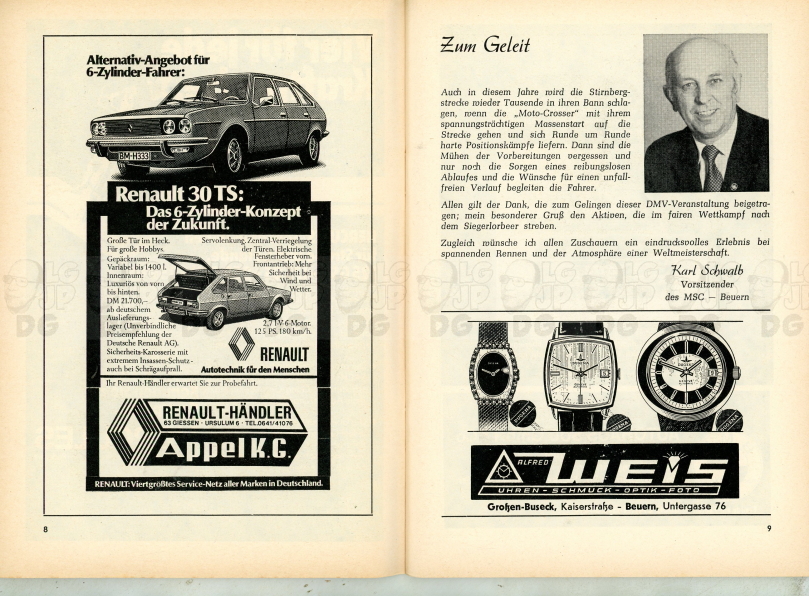 Alternativ-Angebot für
6-Zylinder-Fahrer:
BM-H333
Renault 30 TS:
Das 6-Zylinder-Konzept
der Zukunft.
Große Tür im Heck.
Für große Hobbys.
Gepäckraum:
Variabel bis 1400 l.
Innenraum:
Luxuriös von vorn
bis hinten.
DM 21.700,–
ab deutschem
Auslieferungs-
lager (Unverbindliche
Preisempfehlung der
Deutsche Renault AG).
Sicherheits-Karosserie mit
extremem Insassen-Schutz -
auch bei Schrägaufprall.
Servolenkung, Zentral-Verriegelung
der Türen. Elektrische
Fensterheber vorn.
Frontantrieb: Mehr
Sicherheit bei
Wind und
Wetter.
2,7 l-V-6-Motor.
125 PS. 180 km/h.
RENAULT
Autotechnik für den Menschen
Ihr Renault-Händler erwartet Sie zur Probefahrt.
RENAULT-HÄNDLER
63 GIESSEN · URSULUM 6 · TEL.0641/41076
Appel K.G.
RENAULT: Viertgrößtes Service-Netz aller Marken in Deutschland.
8
Zum Geleit
Auch in diesem Jahre wird die Stirnberg-
strecke wieder Tausende in ihren Bann schla-
gen, wenn die „Moto-Crosser" mit ihrem
spannungsträchtigen Massenstart auf die
Strecke gehen und sich Runde um Runde
harte Positionskämpfe liefern. Dann sind die
Mühen der Vorbereitungen vergessen und
nur noch die Sorgen eines reibungslosen
Ablaufes und die Wünsche für einen unfall-
freien Verlauf begleiten die Fahrer.
Allen gilt der Dank, die zum Gelingen dieser DMV-Veranstaltung beigetra-
gen; mein besonderer Gruß den Aktiven, die im fairen Wettkampf nach
dem Siegerlorbeer streben.
Zugleich wünsche ich allen Zuschauern ein eindrucksvolles Erlebnis bei
spannenden Rennen und der Atmosphäre einer Weltmeisterschaft.
Karl Schwalb
Vorsitzender
des MSC – Beuern
ALFRED
WEIS
UHREN - SCHMUCK - OPTIK - FOTO
Großen-Buseck, Kaiserstraße - Beuern, Untergasse 76
9